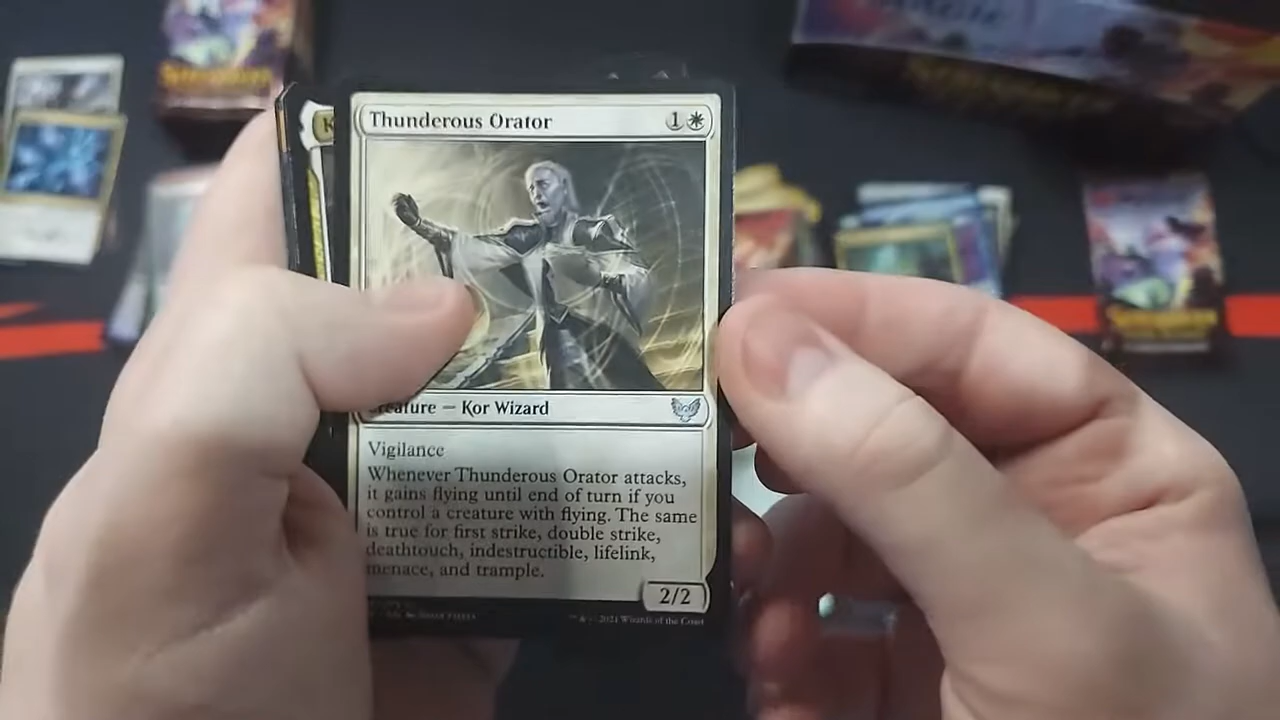 Thunderous Orator 1
Creature — Kor Wizard
Vigilance
Whenever Thunderous Orator attacks,
it gains flying until end of turn if you
control a creature with flying. The same
is true for first strike, double strike,
deathtouch, indestructible, lifelink,
menace, and trample.
2/2
™ & © 2021 Wizards of the Coast
K